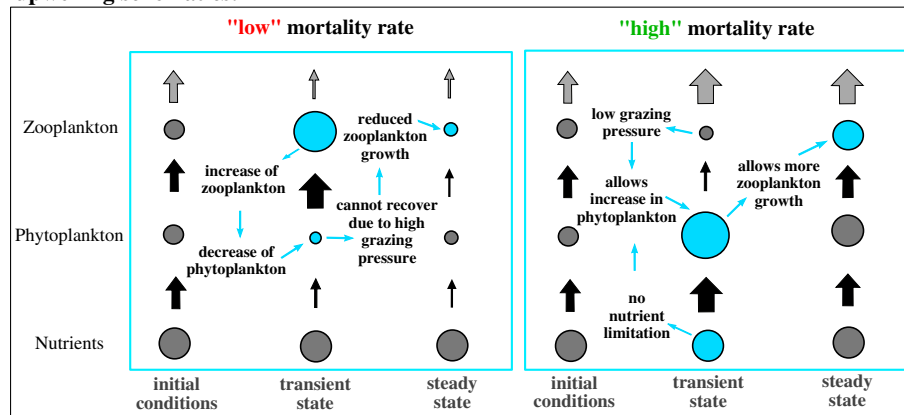 "low" mortality rate
"high" mortality rate
Zooplankton
reduced
zooplankton
growth
increase of
zooplankton
cannot recover
due to high
grazing
pressure
Phytoplankton
decrease of
phytoplankton
Nutrients
low grazing
pressure
allows
increase in
phytoplankton
allows more
zooplankton
growth
no
nutrient
limitation
initial
conditions
transient
state
steady
state
initial
conditions
transient
state
steady
state